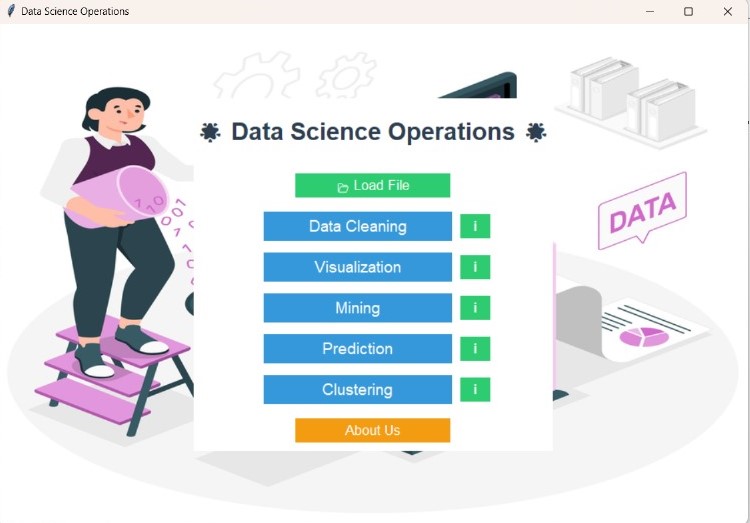 Data Science Operations
Data Science Operations
Load File
Data Cleaning i
Visualization i
Mining i
Prediction i
Clustering i
About Us
DATA